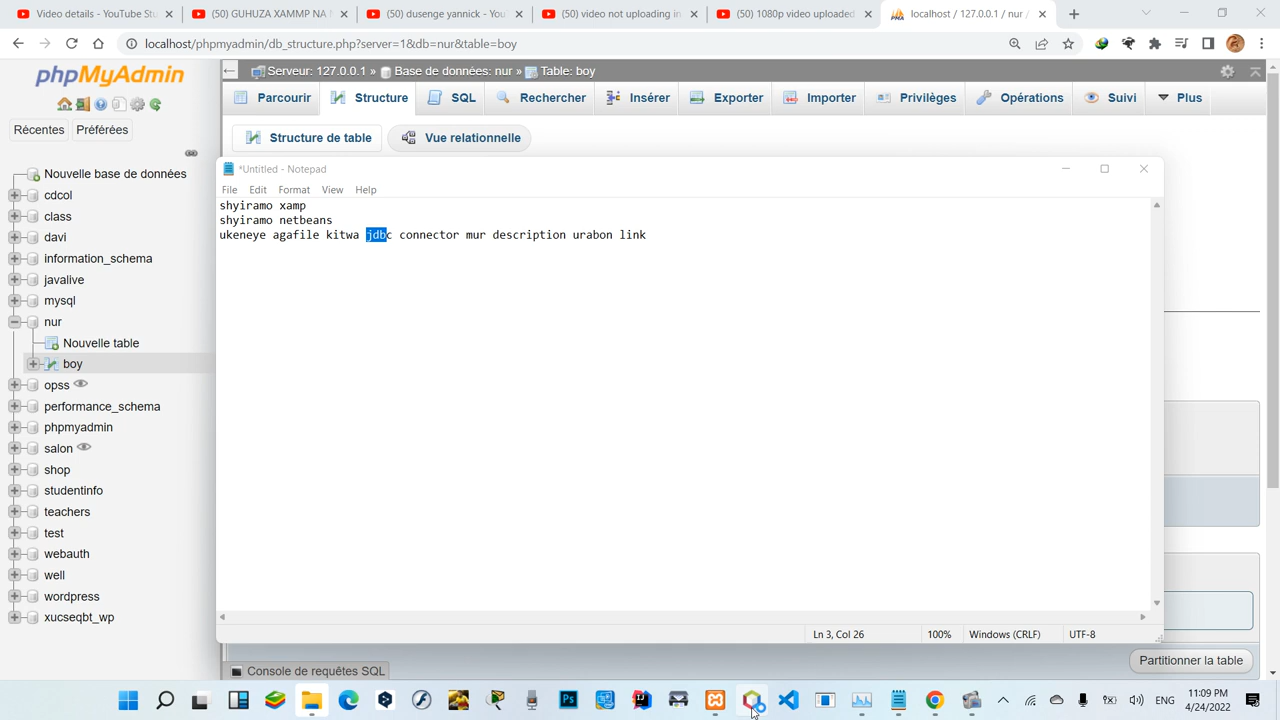 (50) Video details - YouTube Stu
(50) GUHUZA XAMMP NA N
(50) dusenge yannick - You
(50) video not uploading in
(50) 1080p video uploaded
localhost / 127.0.0.1 / nur /
localhost/phpmyadmin/db_structure.php?server=1&db=nur&table=boy
phpMyAdmin
Récentes
Préférées
Nouvelle base de données
cdcol
class
davi
information_schema
javalive
mysql
nur
Nouvelle table
boy
opss
performance_schema
phpmyadmin
salon
shop
studentinfo
teachers
test
webauth
well
wordpress
xucseqbt_wp
Serveur: 127.0.0.1 » Base de données: nur » Table: boy
Parcourir Structure SQL Rechercher Insérer Exporter Importer Privilèges Opérations Suivi Plus
Structure de table Vue relationnelle
*Untitled - Notepad
File Edit Format View Help
shyiramo xamp
shyiramo netbeans
ukeneye agafile kitwa jdbc connector mur description urabon link
Ln 3, Col 26 100% Windows (CRLF) UTF-8
Partitionner la table
Console de requêtes SQL
ENG
11:09 PM
4/24/2022